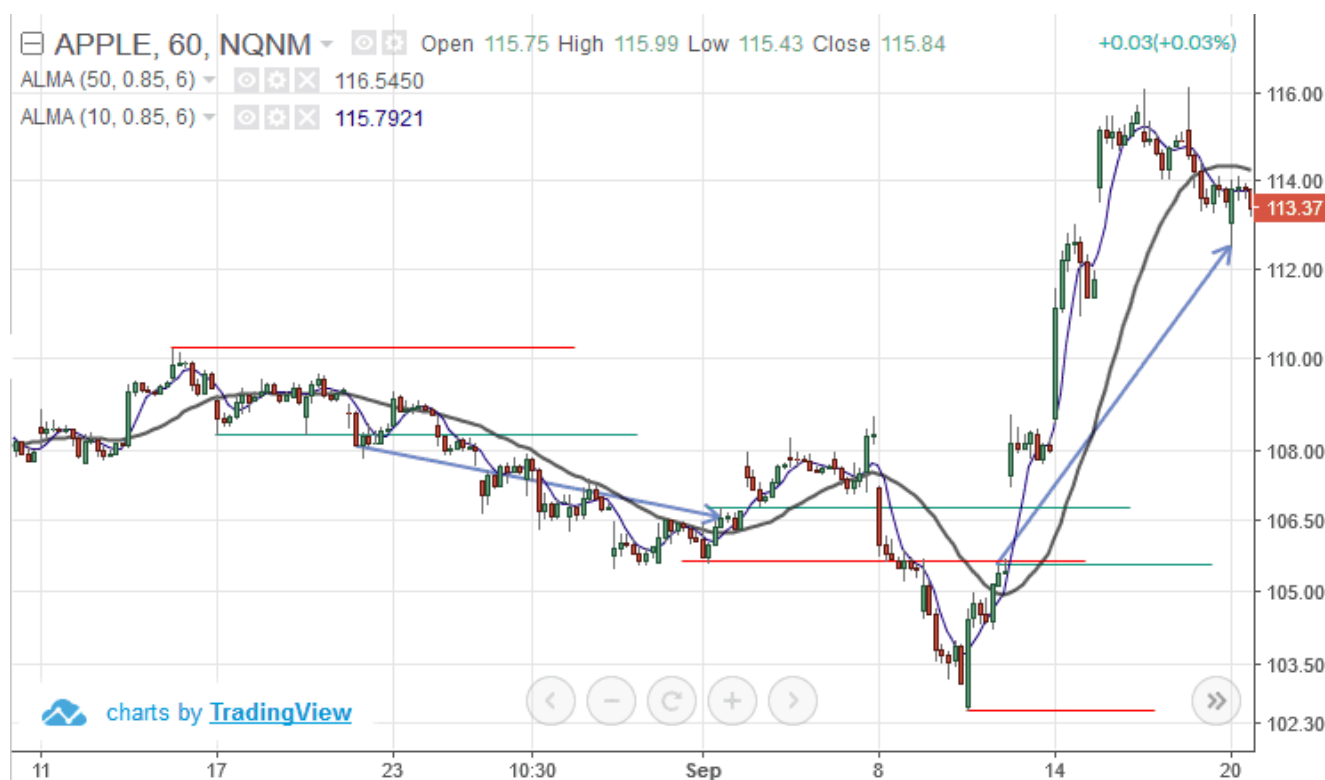 APPLE, 60, NQNM Open 115.75 High 115.99 Low 115.43 Close 115.84 +0.03(+0.03%)
ALMA (50, 0.85, 6) 116.5450
ALMA (10, 0.85, 6) 115.7921
116.00
114.00
113.37
112.00
110.00
108.00
106.50
105.00
103.50
102.30
charts by TradingView
11 17 23 10:30 Sep 8 14 20